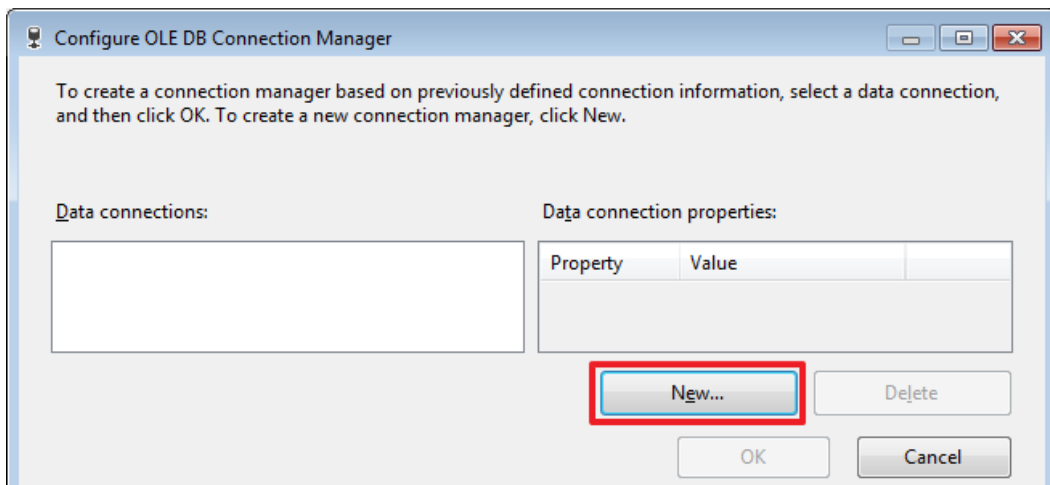 Configure OLE DB Connection Manager
To create a connection manager based on previously defined connection information, select a data connection,
and then click OK. To create a new connection manager, click New.
Data connections:
Data connection properties:
Property Value
New...
Delete
OK
Cancel